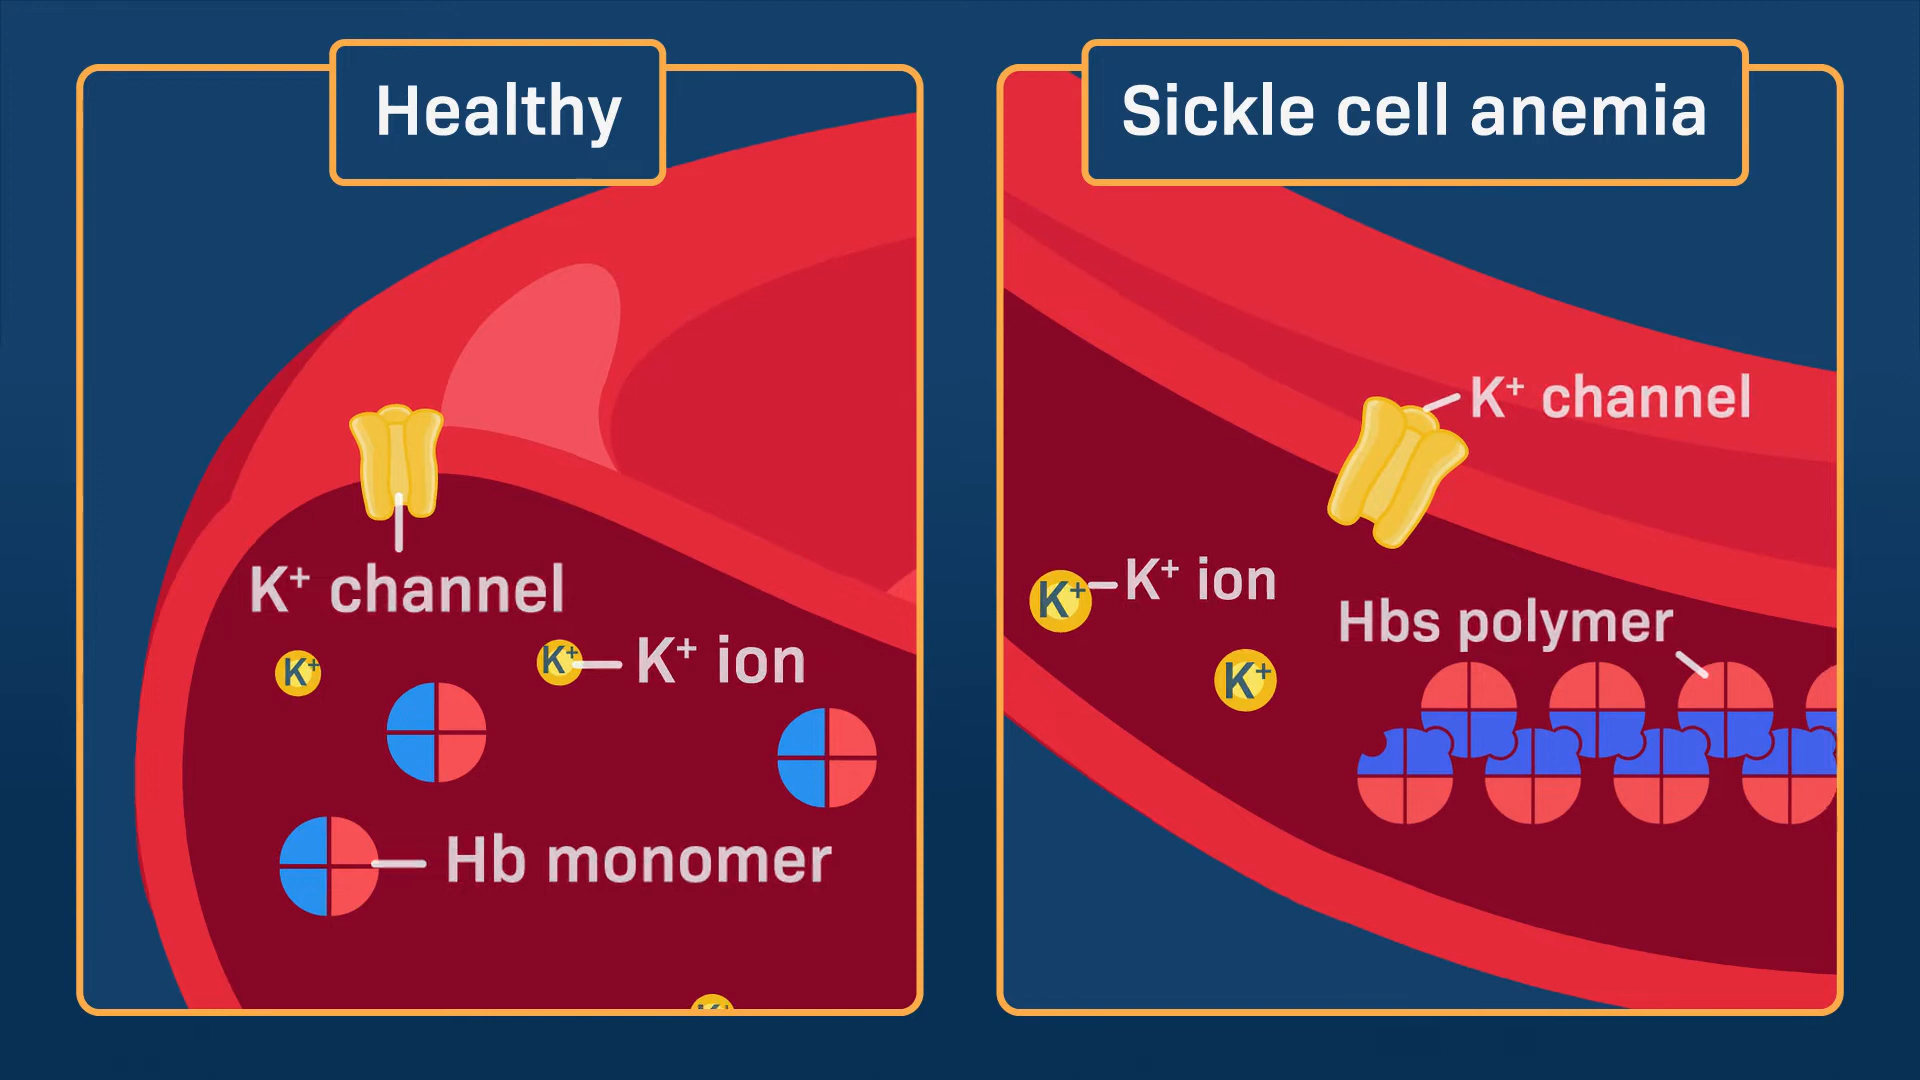 Healthy
K⁺ channel
K⁺
K⁺
K⁺ ion
Hb monomer
K⁺
Sickle cell anemia
K⁺ channel
K⁺
K⁺ ion
K⁺
Hbs polymer